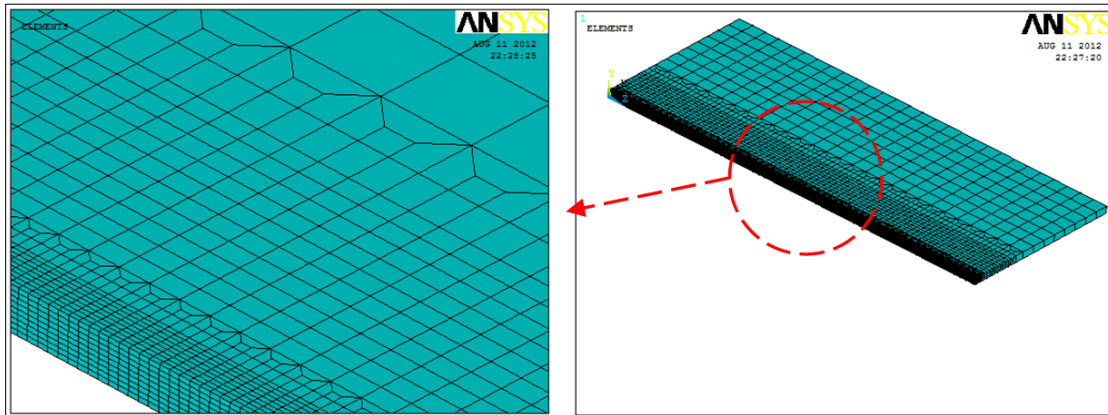 ELEMENTS
ANSYS
AUG 11 2012
22:28:25
1
ELEMENTS
ANSYS
AUG 11 2012
22:27:20
Y
Z